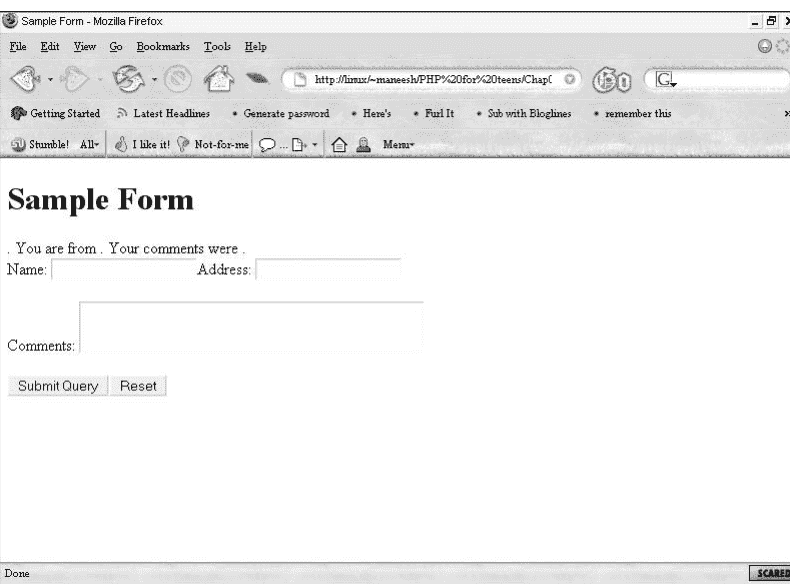 Sample Form - Mozilla Firefox
File Edit View Go Bookmarks Tools Help
http://linux/~maneesh/PHP%20for%20teens/Chap( Go G
Getting Started Latest Headlines Generate password Here's Furl It Sub with Bloglines remember this »
Stumble! All I like it! Not-for-me ... Menu
Sample Form
. You are from . Your comments were .
Name: Address:
Comments:
Submit Query Reset
Done SCARED